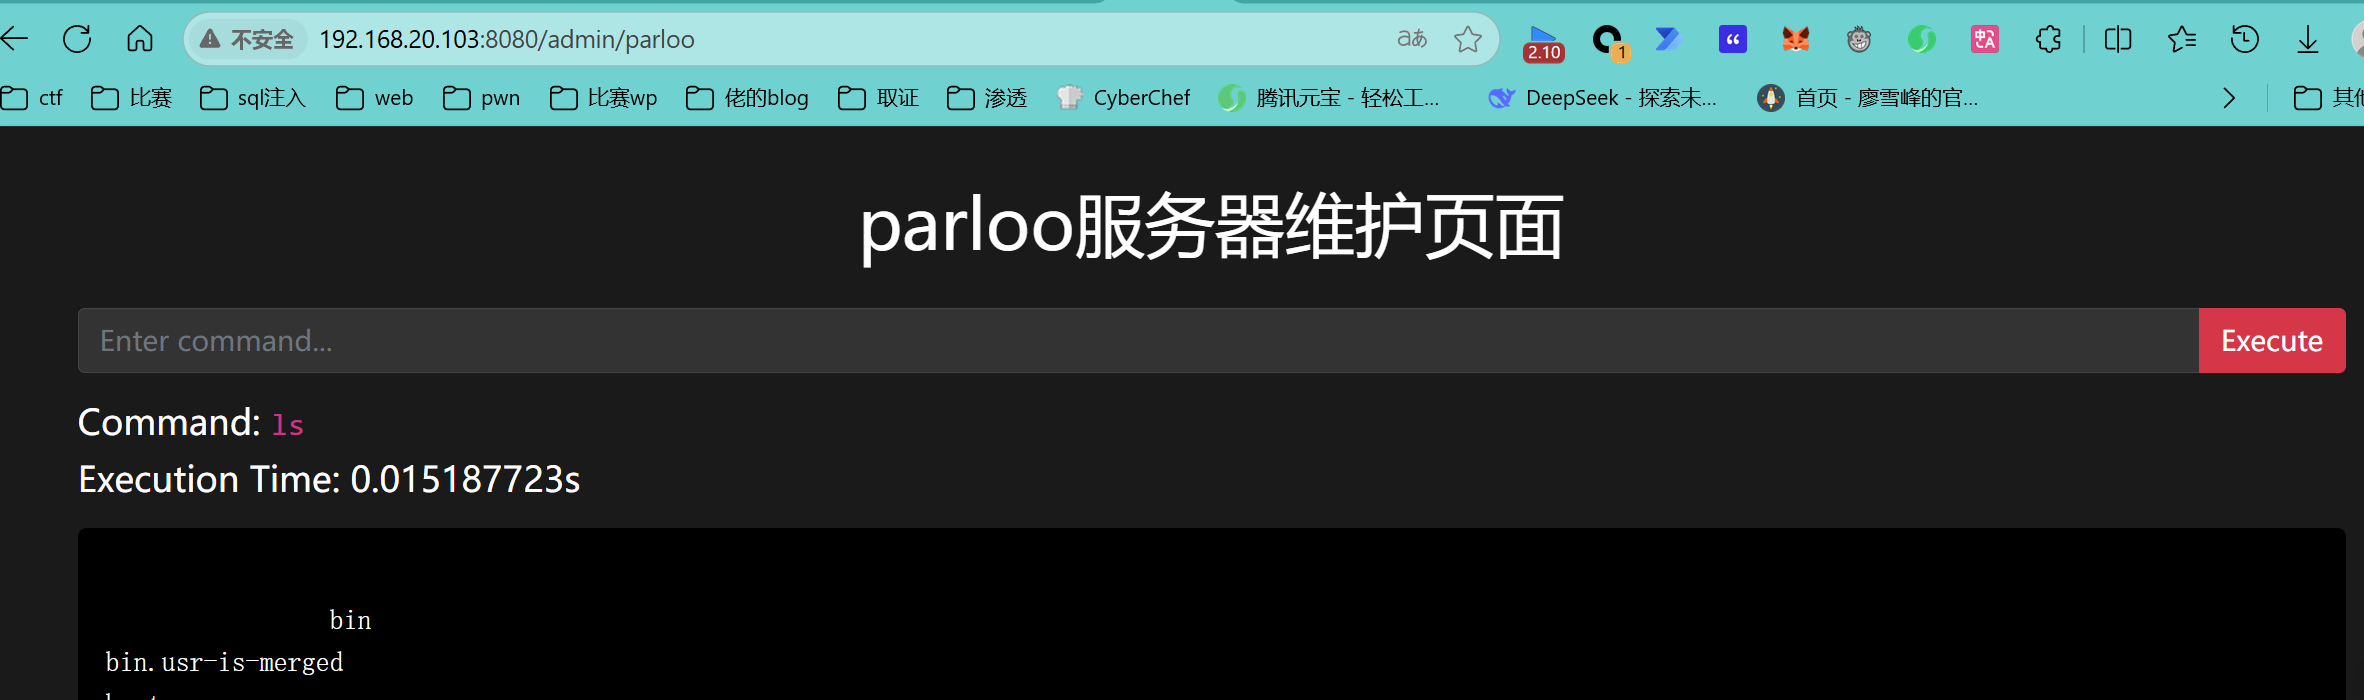 不安全 192.168.20.103:8080/admin/parloo aあ 2.10 1 “ 中 A
ctf 比赛 sql注入 web pwn 比赛wp 佬的blog 取证 渗透 CyberChef 腾讯元宝 - 轻松工... DeepSeek - 探索未... 首页 - 廖雪峰的官...
parloo服务器维护页面
Enter command... Execute
Command: ls
Execution Time: 0.015187723s
bin
bin.usr-is-merged